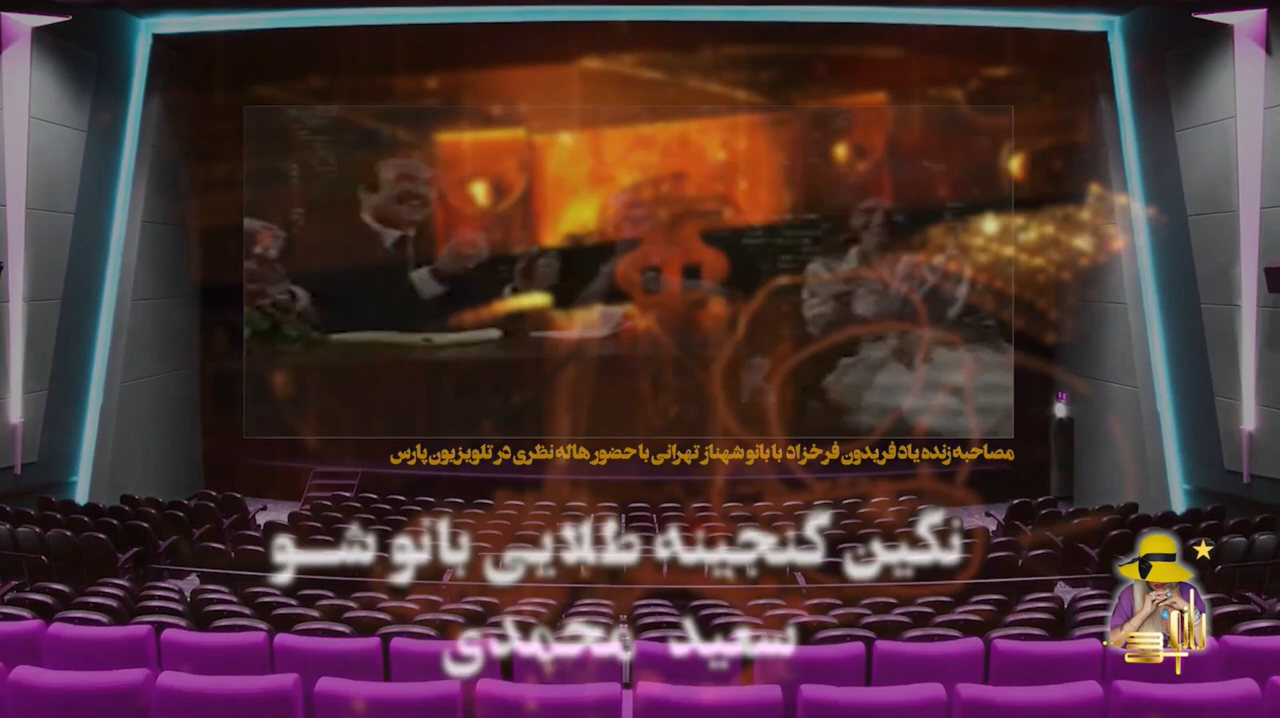 مصاحبه زنده یاد فریدون فرخزاد با بانو شهناز تهرانی با حضور هاله نظری در تلویزیون پارس
نگین گنجینه طلایی بانو شـو
سعید محمدی